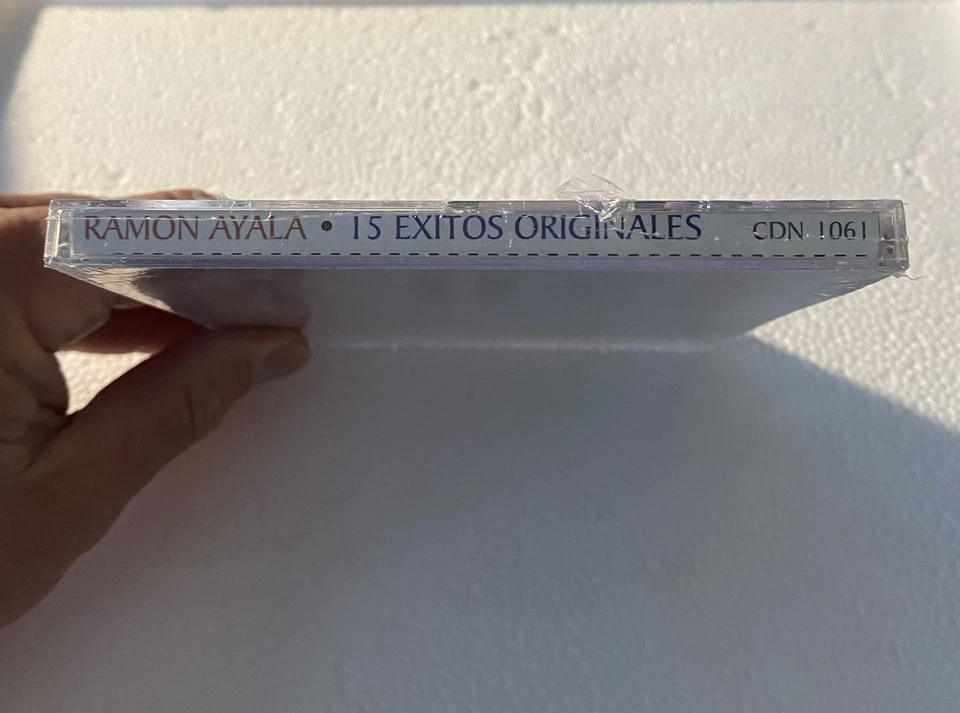 RAMON AYALA • 15 EXITOS ORIGINALES CDN 1061